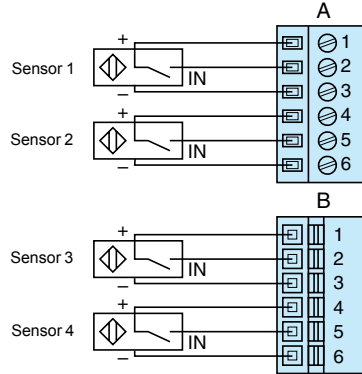 A
+
1
Sensor 1
2
IN
–
3
+
4
Sensor 2
5
IN
–
6
B
+
1
Sensor 3
2
IN
–
3
+
4
Sensor 4
5
IN
–
6